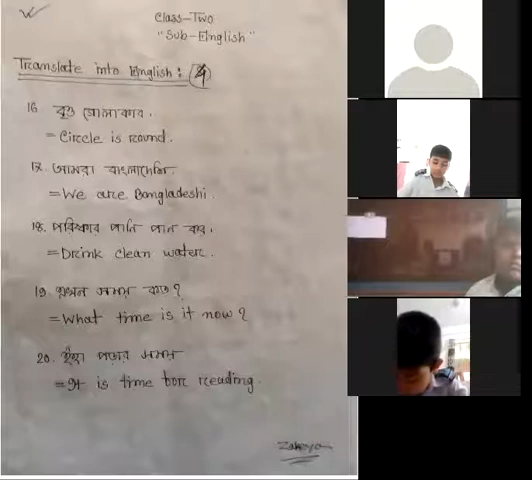 Class-Two
"Sub-English"
Translate into English: 4
16. বৃত্ত গোলাকার.
= Circle is round.
17. আমরা বাংলাদেশি.
= We are Bangladeshi.
18. পরিষ্কার পানি পান কর.
= Drink clean water.
19. এখন সময় কত?
= What time is it now?
20. পড়ার সময়
= It is time for reading.